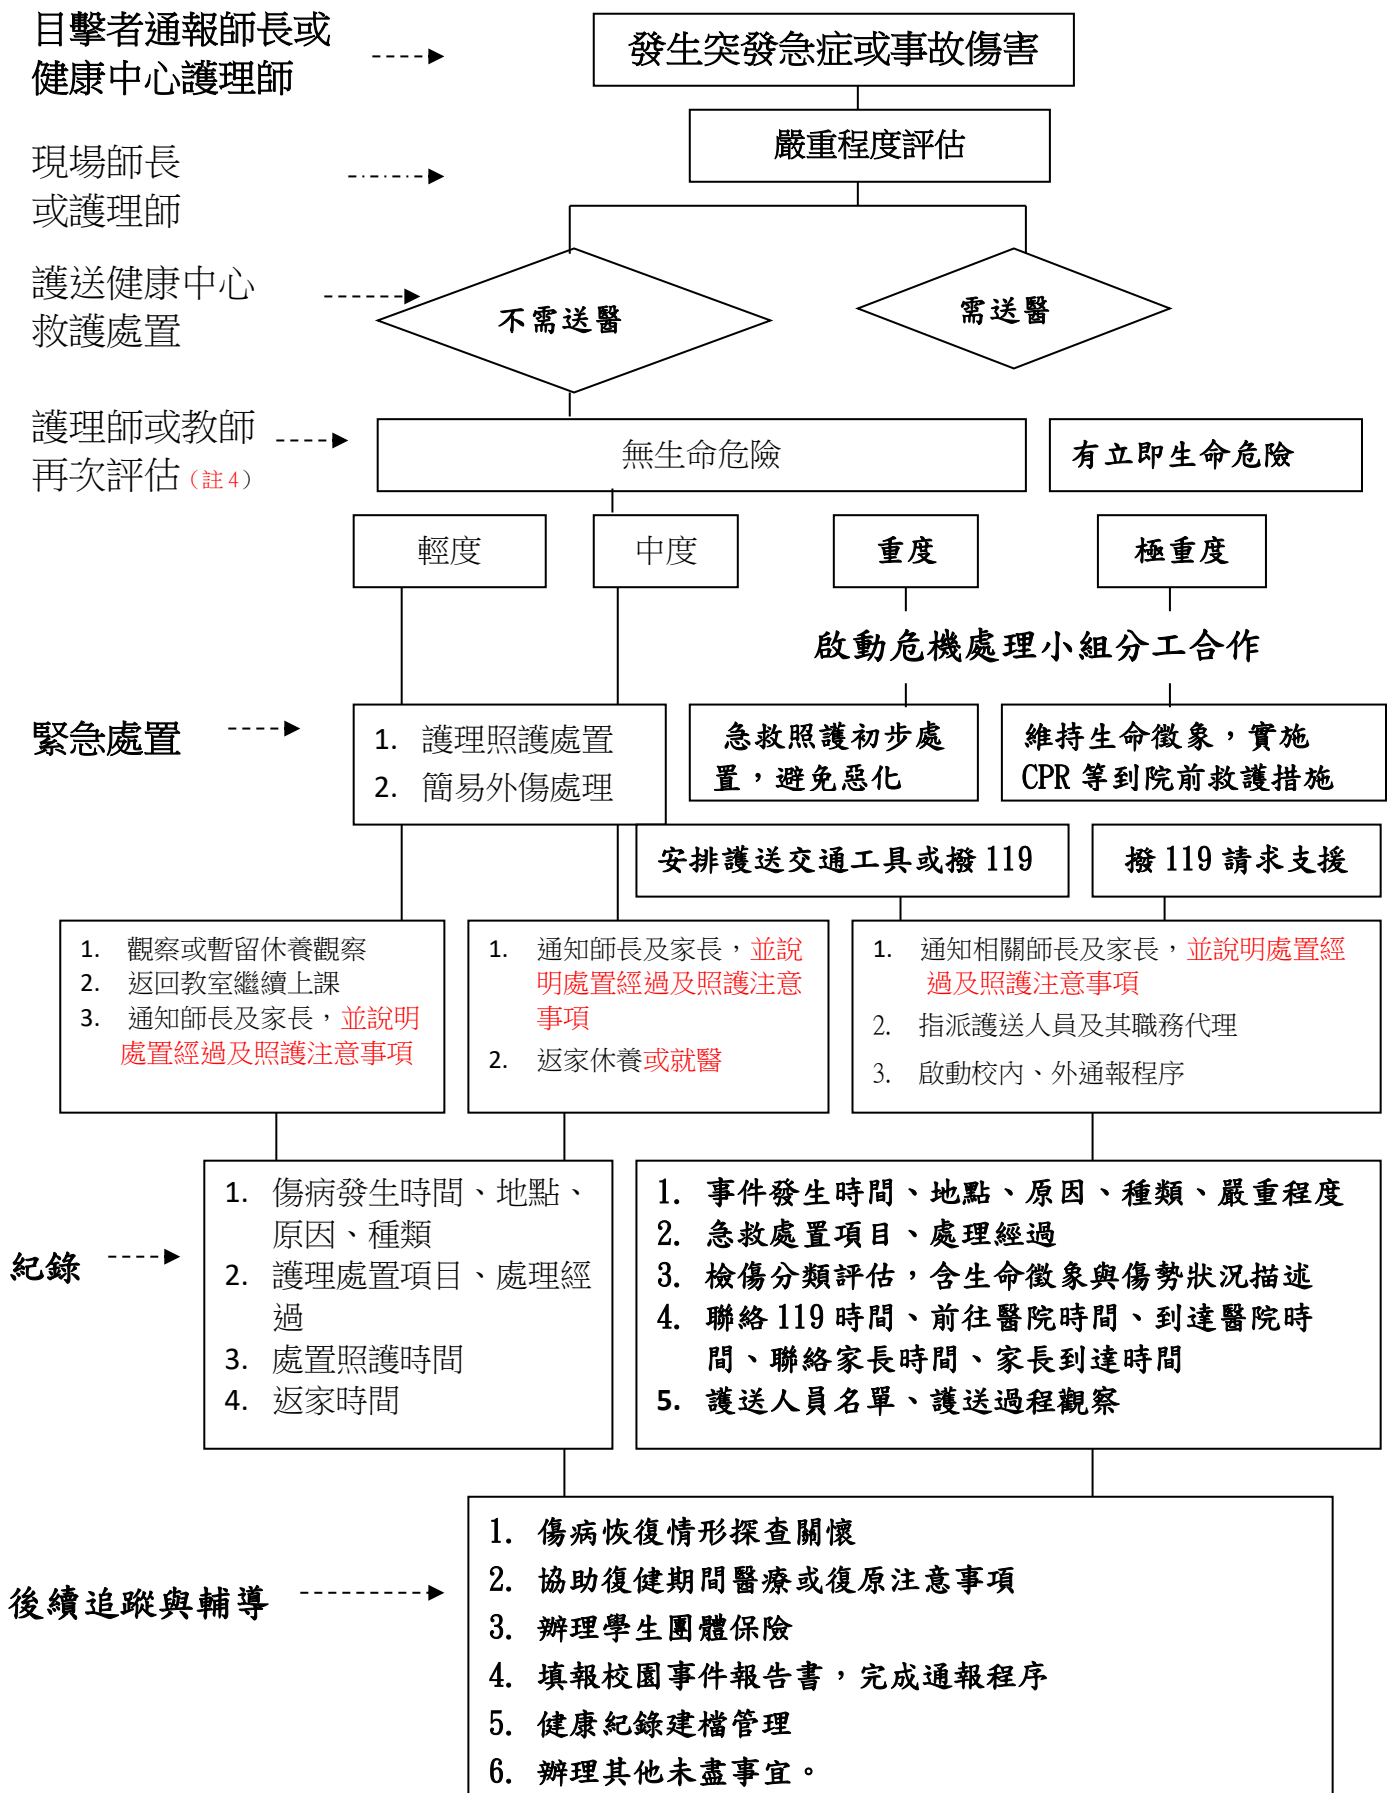 目擊者通報師長或
健康中心護理師
發生突發急症或事故傷害
現場師長
或護理師
嚴重程度評估
護送健康中心
救護處置
不需送醫
需送醫
護理師或教師
再次評估（註4）
無生命危險
有立即生命危險
輕度
中度
重度
極重度
啟動危機處理小組分工合作
緊急處置
1. 護理照護處置
2. 簡易外傷處理
急救照護初步處
置，避免惡化
維持生命徵象，實施
CPR 等到院前救護措施
安排護送交通工具或撥 119
撥 119 請求支援
1. 觀察或暫留休養觀察
2. 返回教室繼續上課
3. 通知師長及家長，並說明
處置經過及照護注意事項
1. 通知師長及家長，並說
明處置經過及照護注意
事項
2. 返家休養或就醫
1. 通知相關師長及家長，並說明處置經
過及照護注意事項
2. 指派護送人員及其職務代理
3. 啟動校內、外通報程序
紀錄
1. 傷病發生時間、地點、
原因、種類
2. 護理處置項目、處理經
過
3. 處置照護時間
4. 返家時間
1. 事件發生時間、地點、原因、種類、嚴重程度
2. 急救處置項目、處理經過
3. 檢傷分類評估，含生命徵象與傷勢狀況描述
4. 聯絡 119 時間、前往醫院時間、到達醫院時
間、聯絡家長時間、家長到達時間
5. 護送人員名單、護送過程觀察
後續追蹤與輔導
1. 傷病恢復情形探查關懷
2. 協助復健期間醫療或復原注意事項
3. 辦理學生團體保險
4. 填報校園事件報告書，完成通報程序
5. 健康紀錄建檔管理
6. 辦理其他未盡事宜。